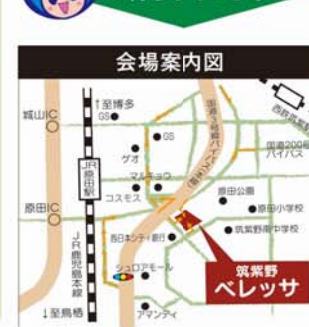 会場案内図
↑至博多
城山IC
GS
GS
国道3号線バイパス
西鉄筑紫駅
国道200号
バイパス
ゲオ
JR原田駅
マルキョウ
コスモス
原田公園
原田小学校
原田IC
筑紫野南中学校
西日本シティ銀行
JR鹿児島本線
シュロアモール
筑紫野
ベレッサ
↓至鳥栖
アマンディ